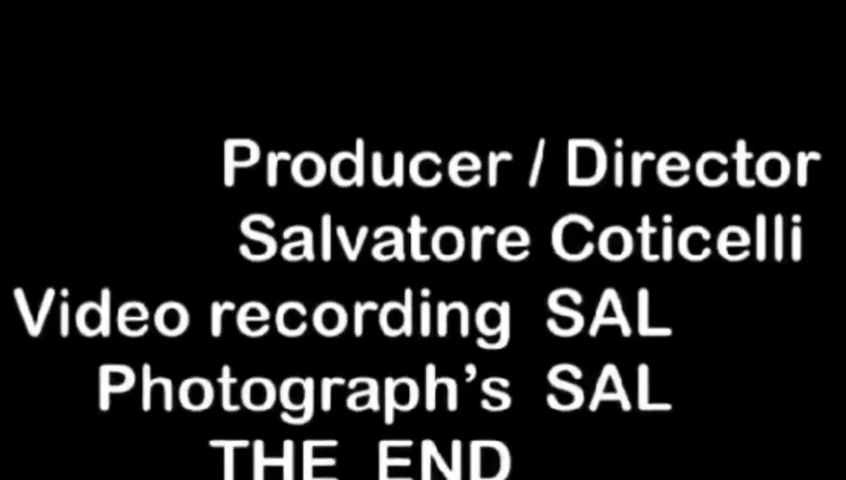 Producer / Director
Salvatore Coticelli
Video recording SAL
Photograph's SAL
THE END